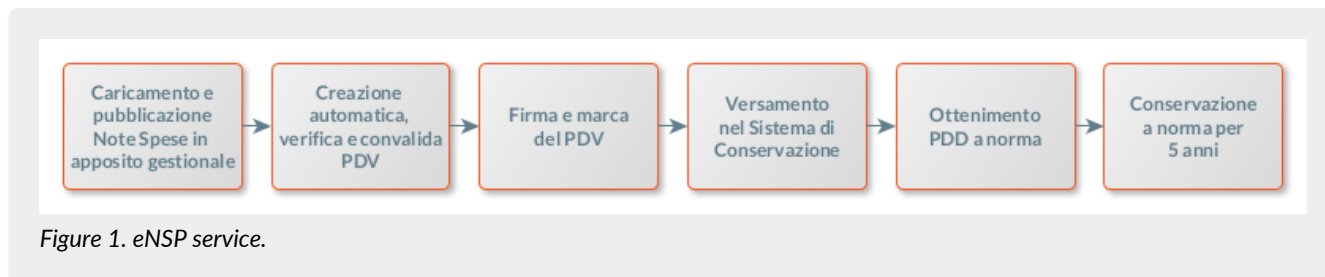 Caricamento e
pubblicazione
Note Spese in
apposito gestionale
Creazione
automatica,
verifica e convalida
PDV
Firma e marca
del PDV
Versamento
nel Sistema di
Conservazione
Ottenimento
PDD a norma
Conservazione
a norma per
5 anni
Figure 1. eNSP service.